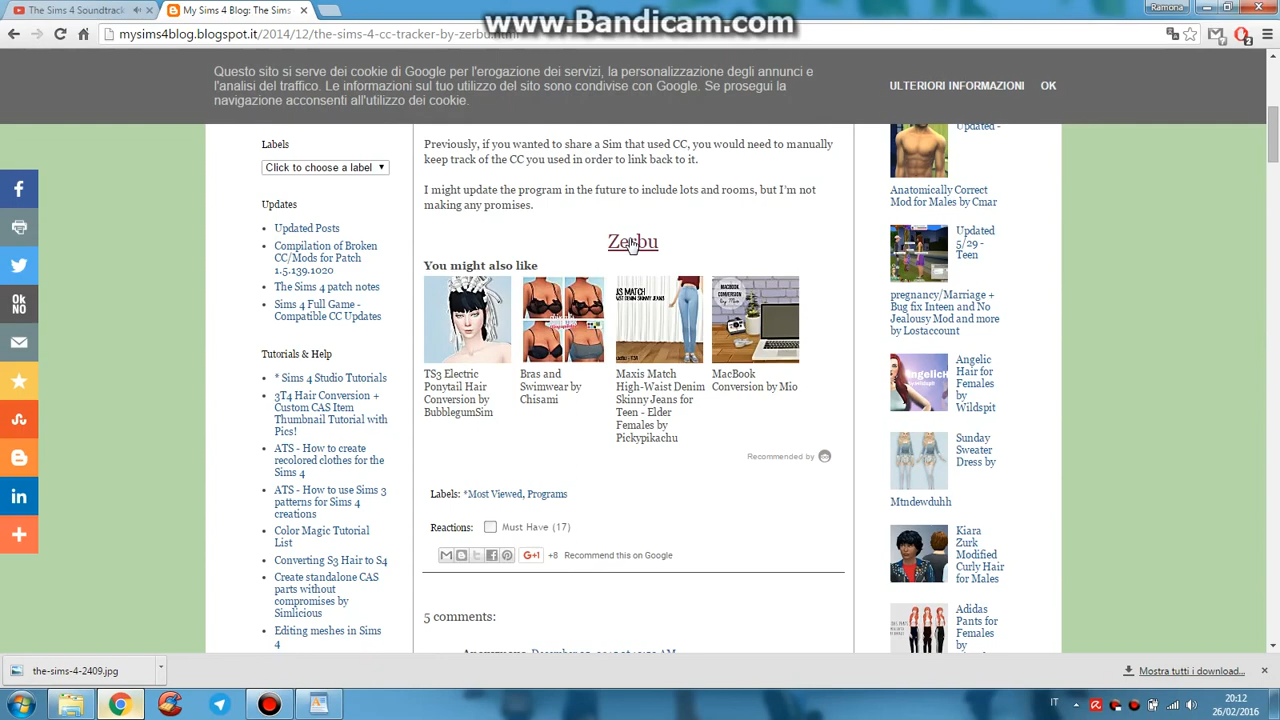 www.Bandicam.com
The Sims 4 Soundtrack
My Sims 4 Blog: The Sims
Ramona
mysims4blog.blogspot.it/2014/12/the-sims-4-cc-tracker-by-zerbu.html
Questo sito si serve dei cookie di Google per l'erogazione dei servizi, la personalizzazione degli annunci e
l'analisi del traffico. Le informazioni sul tuo utilizzo del sito sono condivise con Google. Se prosegui la
navigazione acconsenti all'utilizzo dei cookie.
ULTERIORI INFORMAZIONI
OK
Labels
Click to choose a label
Updates
Updated Posts
Compilation of Broken
CC/Mods for Patch
1.5.139.1020
The Sims 4 patch notes
Sims 4 Full Game -
Compatible CC Updates
Tutorials & Help
* Sims 4 Studio Tutorials
3T4 Hair Conversion +
Custom CAS Item
Thumbnail Tutorial with
Pics!
ATS - How to create
recolored clothes for the
Sims 4
ATS - How to use Sims 3
patterns for Sims 4
creations
Color Magic Tutorial
List
Converting S3 Hair to S4
Create standalone CAS
parts without
compromises by
Simlicious
Editing meshes in Sims
4
Previously, if you wanted to share a Sim that used CC, you would need to manually
keep track of the CC you used in order to link back to it.
I might update the program in the future to include lots and rooms, but I'm not
making any promises.
Zerbu
You might also like
TS3 Electric
Ponytail Hair
Conversion by
BubblegumSim
Bras and
Swimwear by
Chisami
Maxis Match
High-Waist Denim
Skinny Jeans for
Teen - Elder
Females by
Pickypikachu
MacBook
Conversion by Mio
Recommended by
Labels: *Most Viewed, Programs
Reactions:
Must Have (17)
G+1
+8 Recommend this on Google
5 comments:
Updated -
Anatomically Correct
Mod for Males by Cmar
Updated
5/29 -
Teen
pregnancy/Marriage +
Bug fix Inteen and No
Jealousy Mod and more
by Lostaccount
Angelic
Hair for
Females
by
Wildspit
Sunday
Sweater
Dress by
Mtndewduhh
Kiara
Zurk
Modified
Curly Hair
for Males
Adidas
Pants for
Females
by
the-sims-4-2409.jpg
Mostra tutti i download...
IT
20:12
26/02/2016